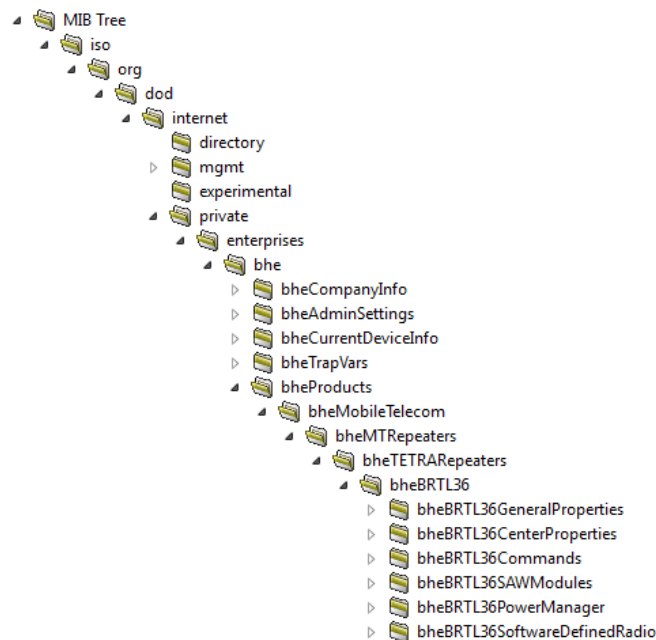 MIB Tree
iso
org
dod
internet
directory
mgmt
experimental
private
enterprises
bhe
bheCompanyInfo
bheAdminSettings
bheCurrentDeviceInfo
bheTrapVars
bheProducts
bheMobileTelecom
bheMTRepeaters
bheTETRARepeaters
bheBRTL36
bheBRTL36GeneralProperties
bheBRTL36CenterProperties
bheBRTL36Commands
bheBRTL36SAWModules
bheBRTL36PowerManager
bheBRTL36SoftwareDefinedRadio